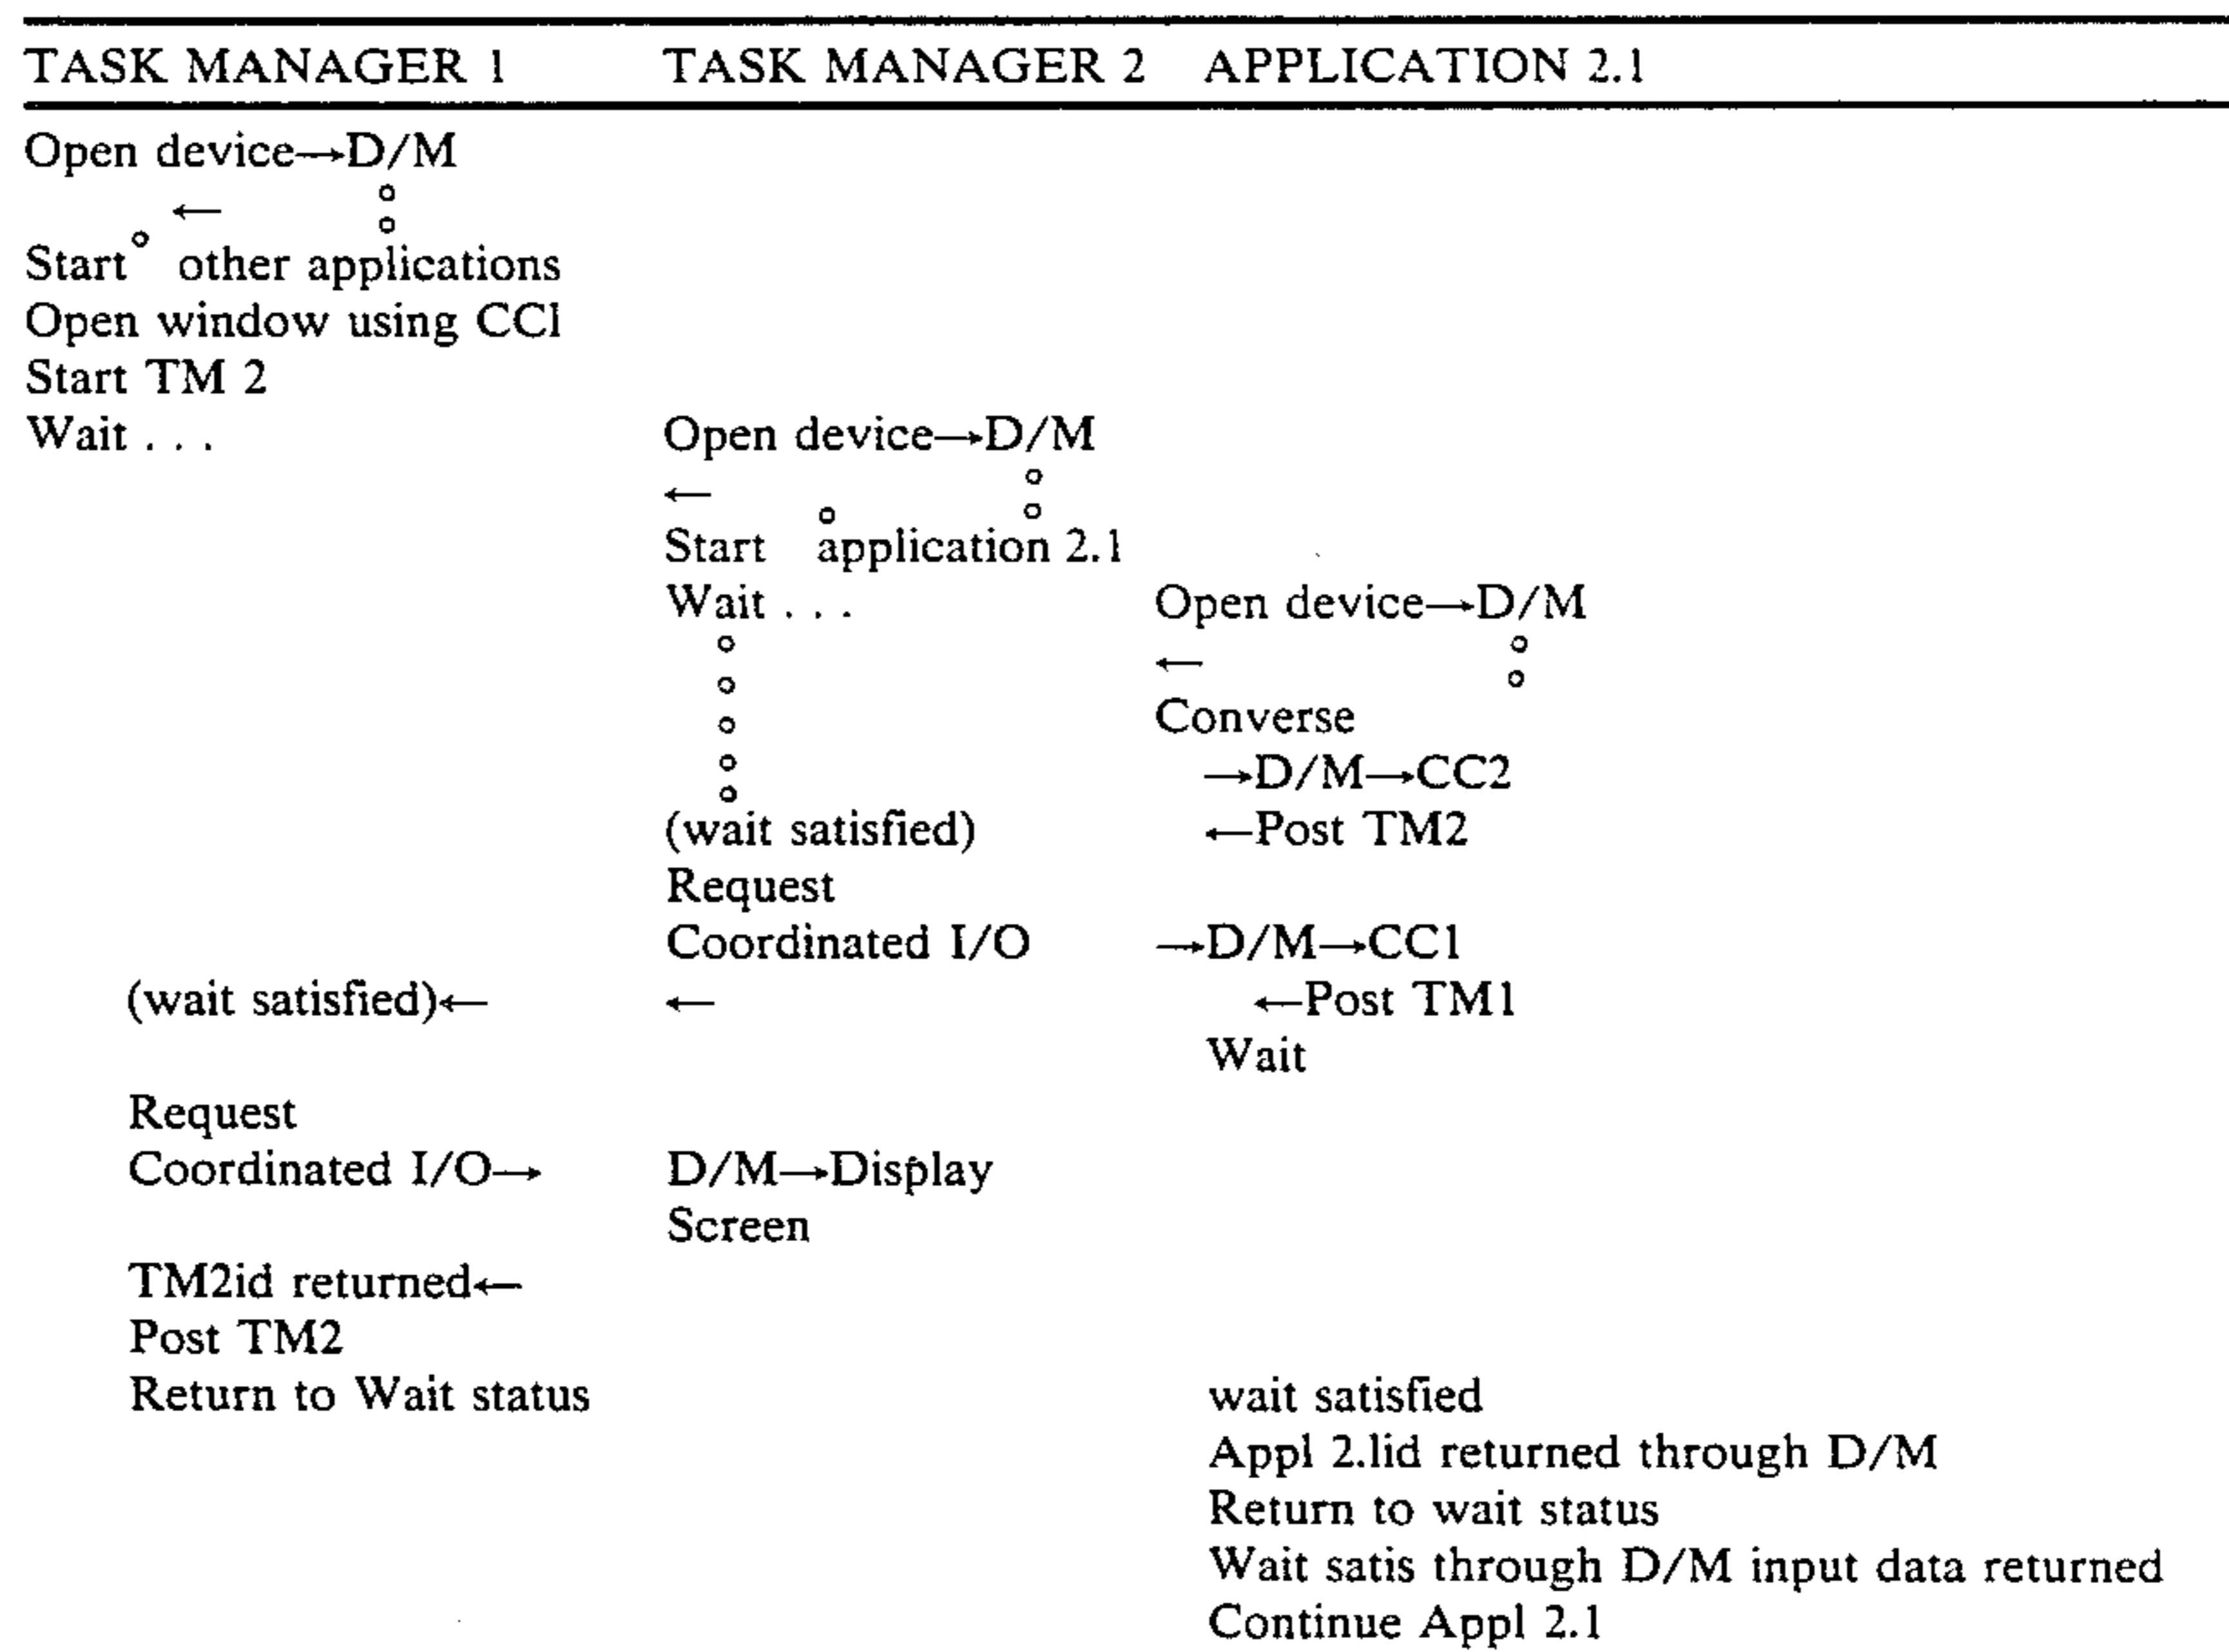 TASK MANAGER 1 TASK MANAGER 2 APPLICATION 2.1
Open device→D/M
←
Start other applications
Open window using CC1
Start TM 2
Wait . . . Open device→D/M
←
Start application 2.1
Wait . . . Open device→D/M
←
Converse
→D/M→CC2
(wait satisfied) ←Post TM2
Request
Coordinated I/O →D/M→CC1
(wait satisfied)← ← ←Post TM1
Wait
Request
Coordinated I/O→ D/M→Display
Screen
TM2id returned←
Post TM2
Return to Wait status wait satisfied
Appl 2.lid returned through D/M
Return to wait status
Wait satis through D/M input data returned
Continue Appl 2.1